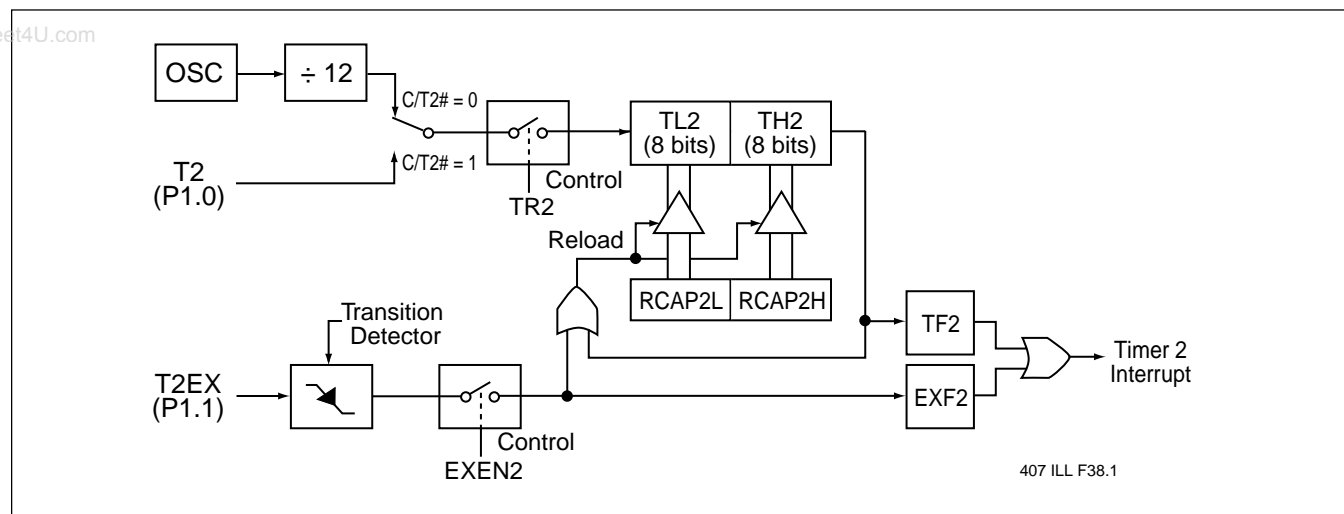 et4U.com
OSC
÷ 12
C/T2# = 0
C/T2# = 1
T2
(P1.0)
Control
TR2
TL2
(8 bits)
TH2
(8 bits)
Reload
RCAP2L
RCAP2H
Transition
Detector
T2EX
(P1.1)
Control
EXEN2
TF2
EXF2
Timer 2
Interrupt
407 ILL F38.1